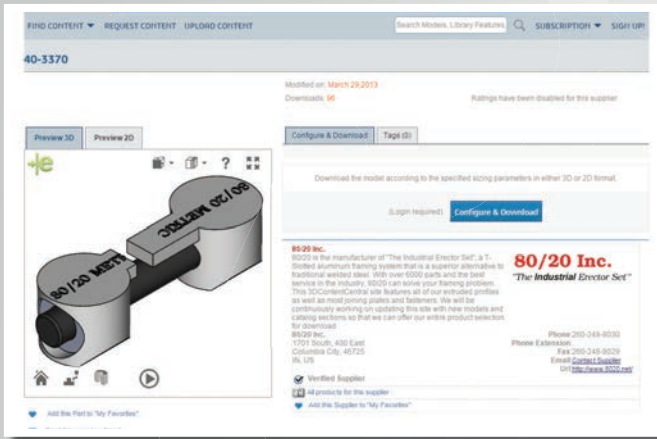 FIND CONTENT REQUEST CONTENT UPLOAD CONTENT Search Models, Library Features, SUBSCRIPTION SIGN UP!
40-3370
Modified on: March 29,2013
Downloads: 96 Ratings have been disabled for this supplier
Preview 3D Preview 2D Configure & Download Tags (0)
Download the model according to the specified sizing parameters in either 3D or 2D format.
(Login required) Configure & Download
80/20 METRIC
80/20 METRIC
80/20 Inc.
80/20 is the manufacturer of "The Industrial Erector Set", a T-
Slotted aluminum framing system that is a superior alternative to
traditional welded steel. With over 6000 parts and the best
service in the industry, 80/20 can solve your framing problem.
This 3DContentCentral site features all of our extruded profiles
as well as most joining plates and fasteners. We will be
continuously working on updating this site with new models and
catalog sections so that we can offer our entire product selection
for download.
80/20 Inc.
1701 South, 400 East
Columbia City, 46725
IN, US
80/20 Inc.
"The Industrial Erector Set"
Phone: 260-248-8030
Phone Extension:
Fax: 260-248-8029
Email: Contact Supplier
Url: http://www.8020.net/
Verified Supplier
All products for this supplier
Add this Supplier to "My Favorites"
Add this Part to "My Favorites"